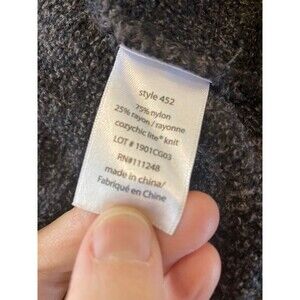 style 452
75% nylon
25% rayon / rayonne
cozychic lite® knit
LOT # 1901CG03
RN#111248
made in china/
Fabriqué en Chine